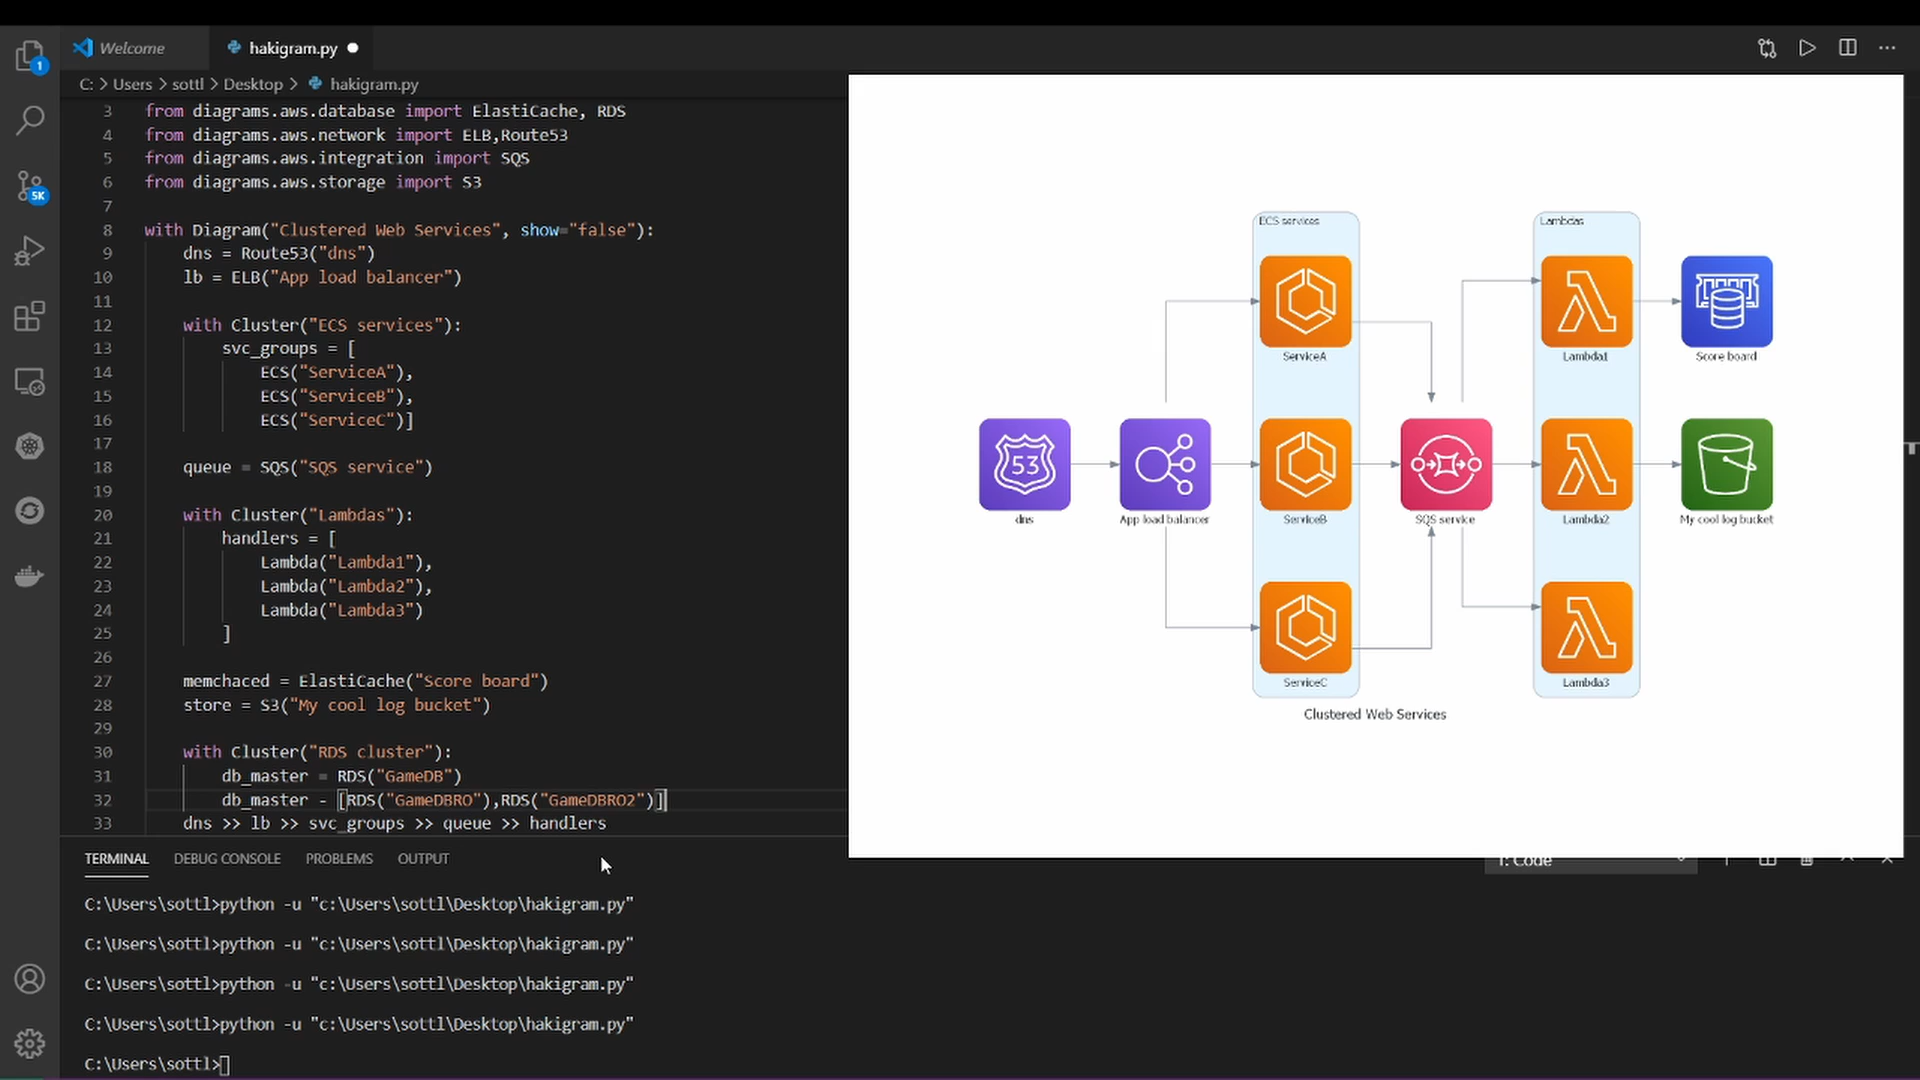 Welcome
hakigram.py
C: > Users > sottl > Desktop > hakigram.py
1
5K
3 from diagrams.aws.database import ElastiCache, RDS
4 from diagrams.aws.network import ELB,Route53
5 from diagrams.aws.integration import SQS
6 from diagrams.aws.storage import S3
7
8 with Diagram("Clustered Web Services", show="false"):
9 dns = Route53("dns")
10 lb = ELB("App load balancer")
11
12 with Cluster("ECS services"):
13 svc_groups = [
14 ECS("ServiceA"),
15 ECS("ServiceB"),
16 ECS("ServiceC")]
17
18 queue = SQS("SQS service")
19
20 with Cluster("Lambdas"):
21 handlers = [
22 Lambda("Lambda1"),
23 Lambda("Lambda2"),
24 Lambda("Lambda3")
25 ]
26
27 memchaced = ElastiCache("Score board")
28 store = S3("My cool log bucket")
29
30 with Cluster("RDS cluster"):
31 db_master = RDS("GameDB")
32 db_master - [RDS("GameDBRO"),RDS("GameDBRO2")]
33 dns >> lb >> svc_groups >> queue >> handlers
ECS services
Lambdas
ServiceA
Lambda1
Score board
53
dns
App load balancer
ServiceB
SQS service
Lambda2
My cool log bucket
ServiceC
Lambda3
Clustered Web Services
TERMINAL DEBUG CONSOLE PROBLEMS OUTPUT
1: Code
C:\Users\sottl>python -u "c:\Users\sottl\Desktop\hakigram.py"
C:\Users\sottl>python -u "c:\Users\sottl\Desktop\hakigram.py"
C:\Users\sottl>python -u "c:\Users\sottl\Desktop\hakigram.py"
C:\Users\sottl>python -u "c:\Users\sottl\Desktop\hakigram.py"
C:\Users\sottl>